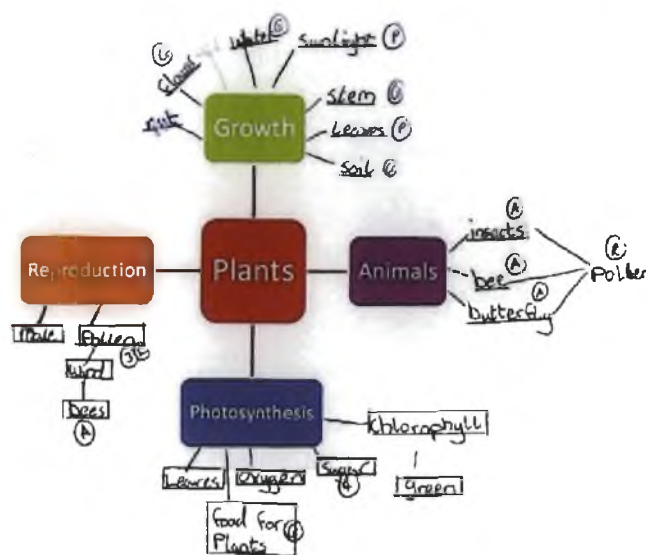 water G
sunlight P
flower G
stem G
Leaves P
soil G
Growth
insects A
bee A
butterfly A
Pollen R
Reproduction
Plants
Animals
Male
Pollen
wind
bees A
Photosynthesis
Chlorophyll
green
Leaves
oxygen
sugar G
food for
Plants G